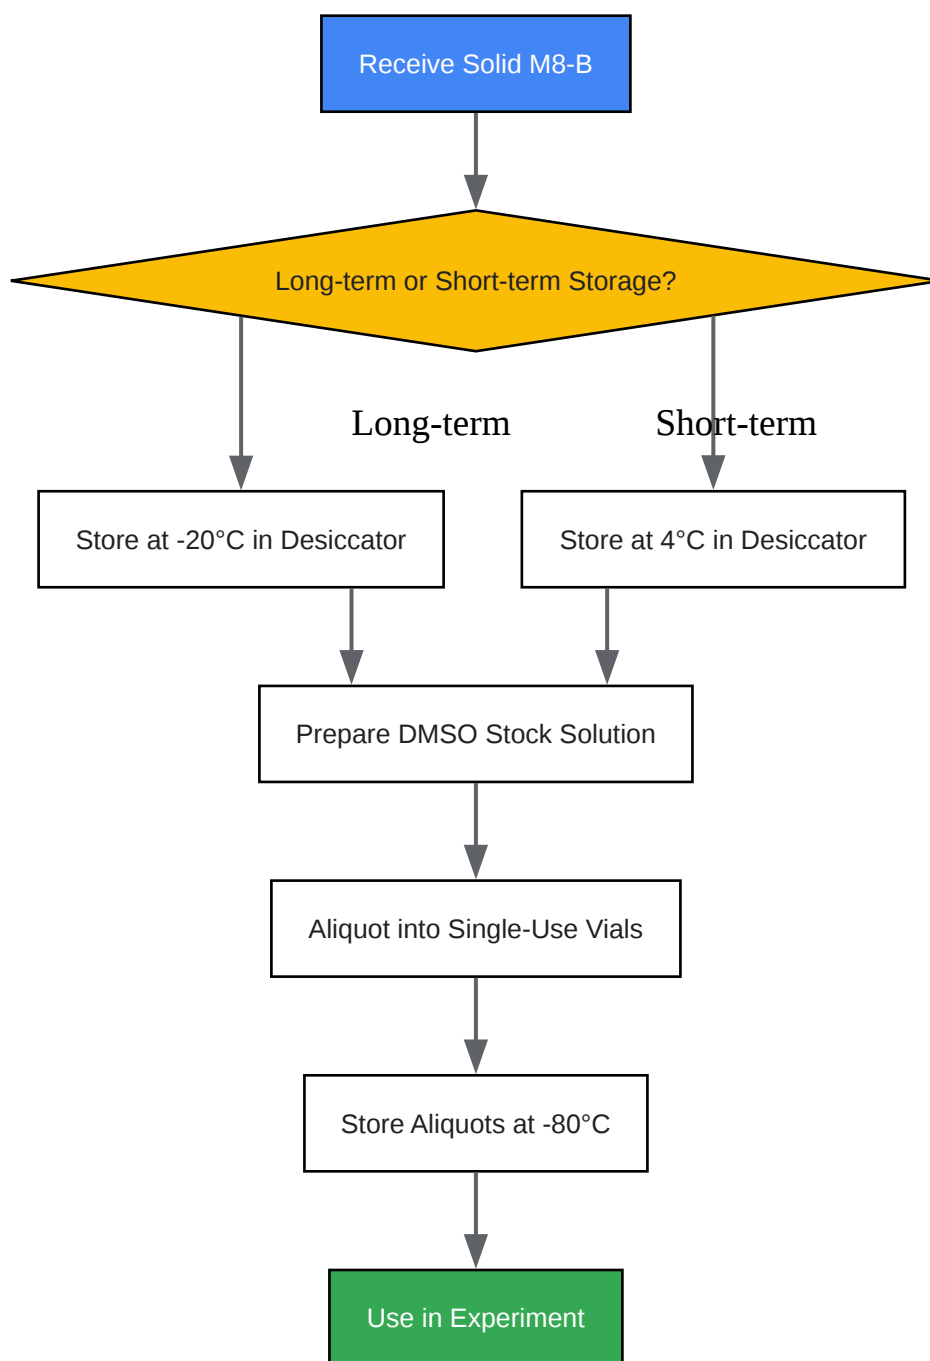 Receive Solid M8-B
Long-term or Short-term Storage?
Long-term
Short-term
Store at -20°C in Desiccator
Store at 4°C in Desiccator
Prepare DMSO Stock Solution
Aliquot into Single-Use Vials
Store Aliquots at -80°C
Use in Experiment